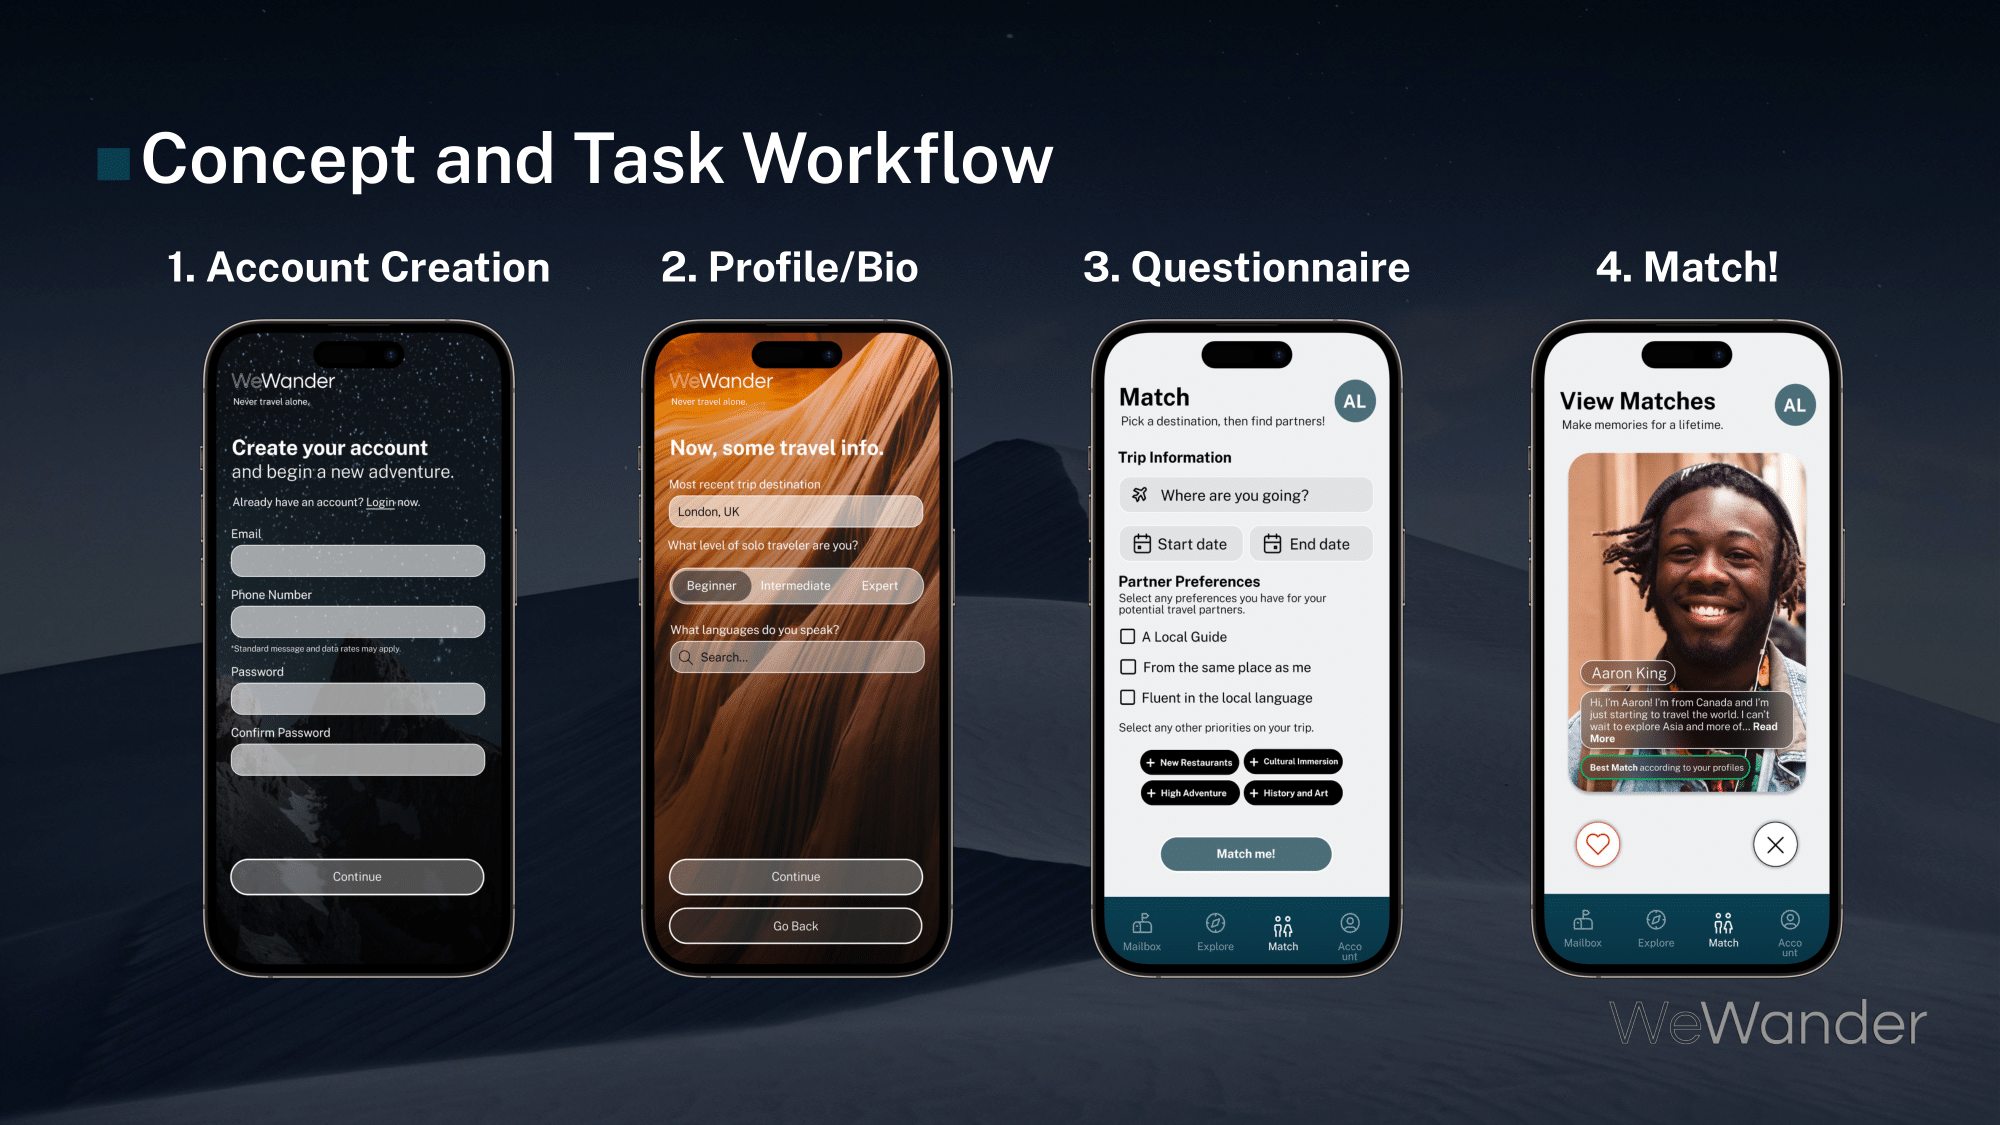 Concept and Task Workflow
1. Account Creation
WeWander
Never travel alone.
Create your account
and begin a new adventure.
Already have an account? Login now.
Email
Phone Number
*Standard message and data rates may apply.
Password
Confirm Password
Continue
2. Profile/Bio
WeWander
Never travel alone.
Now, some travel info.
Most recent trip destination
London, UK
What level of solo traveler are you?
Beginner Intermediate Expert
What languages do you speak?
Search...
Continue
Go Back
3. Questionnaire
Match
AL
Pick a destination, then find partners!
Trip Information
Where are you going?
Start date End date
Partner Preferences
Select any preferences you have for your
potential travel partners.
A Local Guide
From the same place as me
Fluent in the local language
Select any other priorities on your trip.
+ New Restaurants + Cultural Immersion
+ High Adventure + History and Art
Match me!
Mailbox Explore Match Acco
unt
4. Match!
View Matches
AL
Make memories for a lifetime.
Aaron King
Hi, I'm Aaron! I'm from Canada and I'm
just starting to travel the world. I can't
wait to explore Asia and more of... Read
More
Best Match according to your profiles
Mailbox Explore Match Acco
unt
WeWander